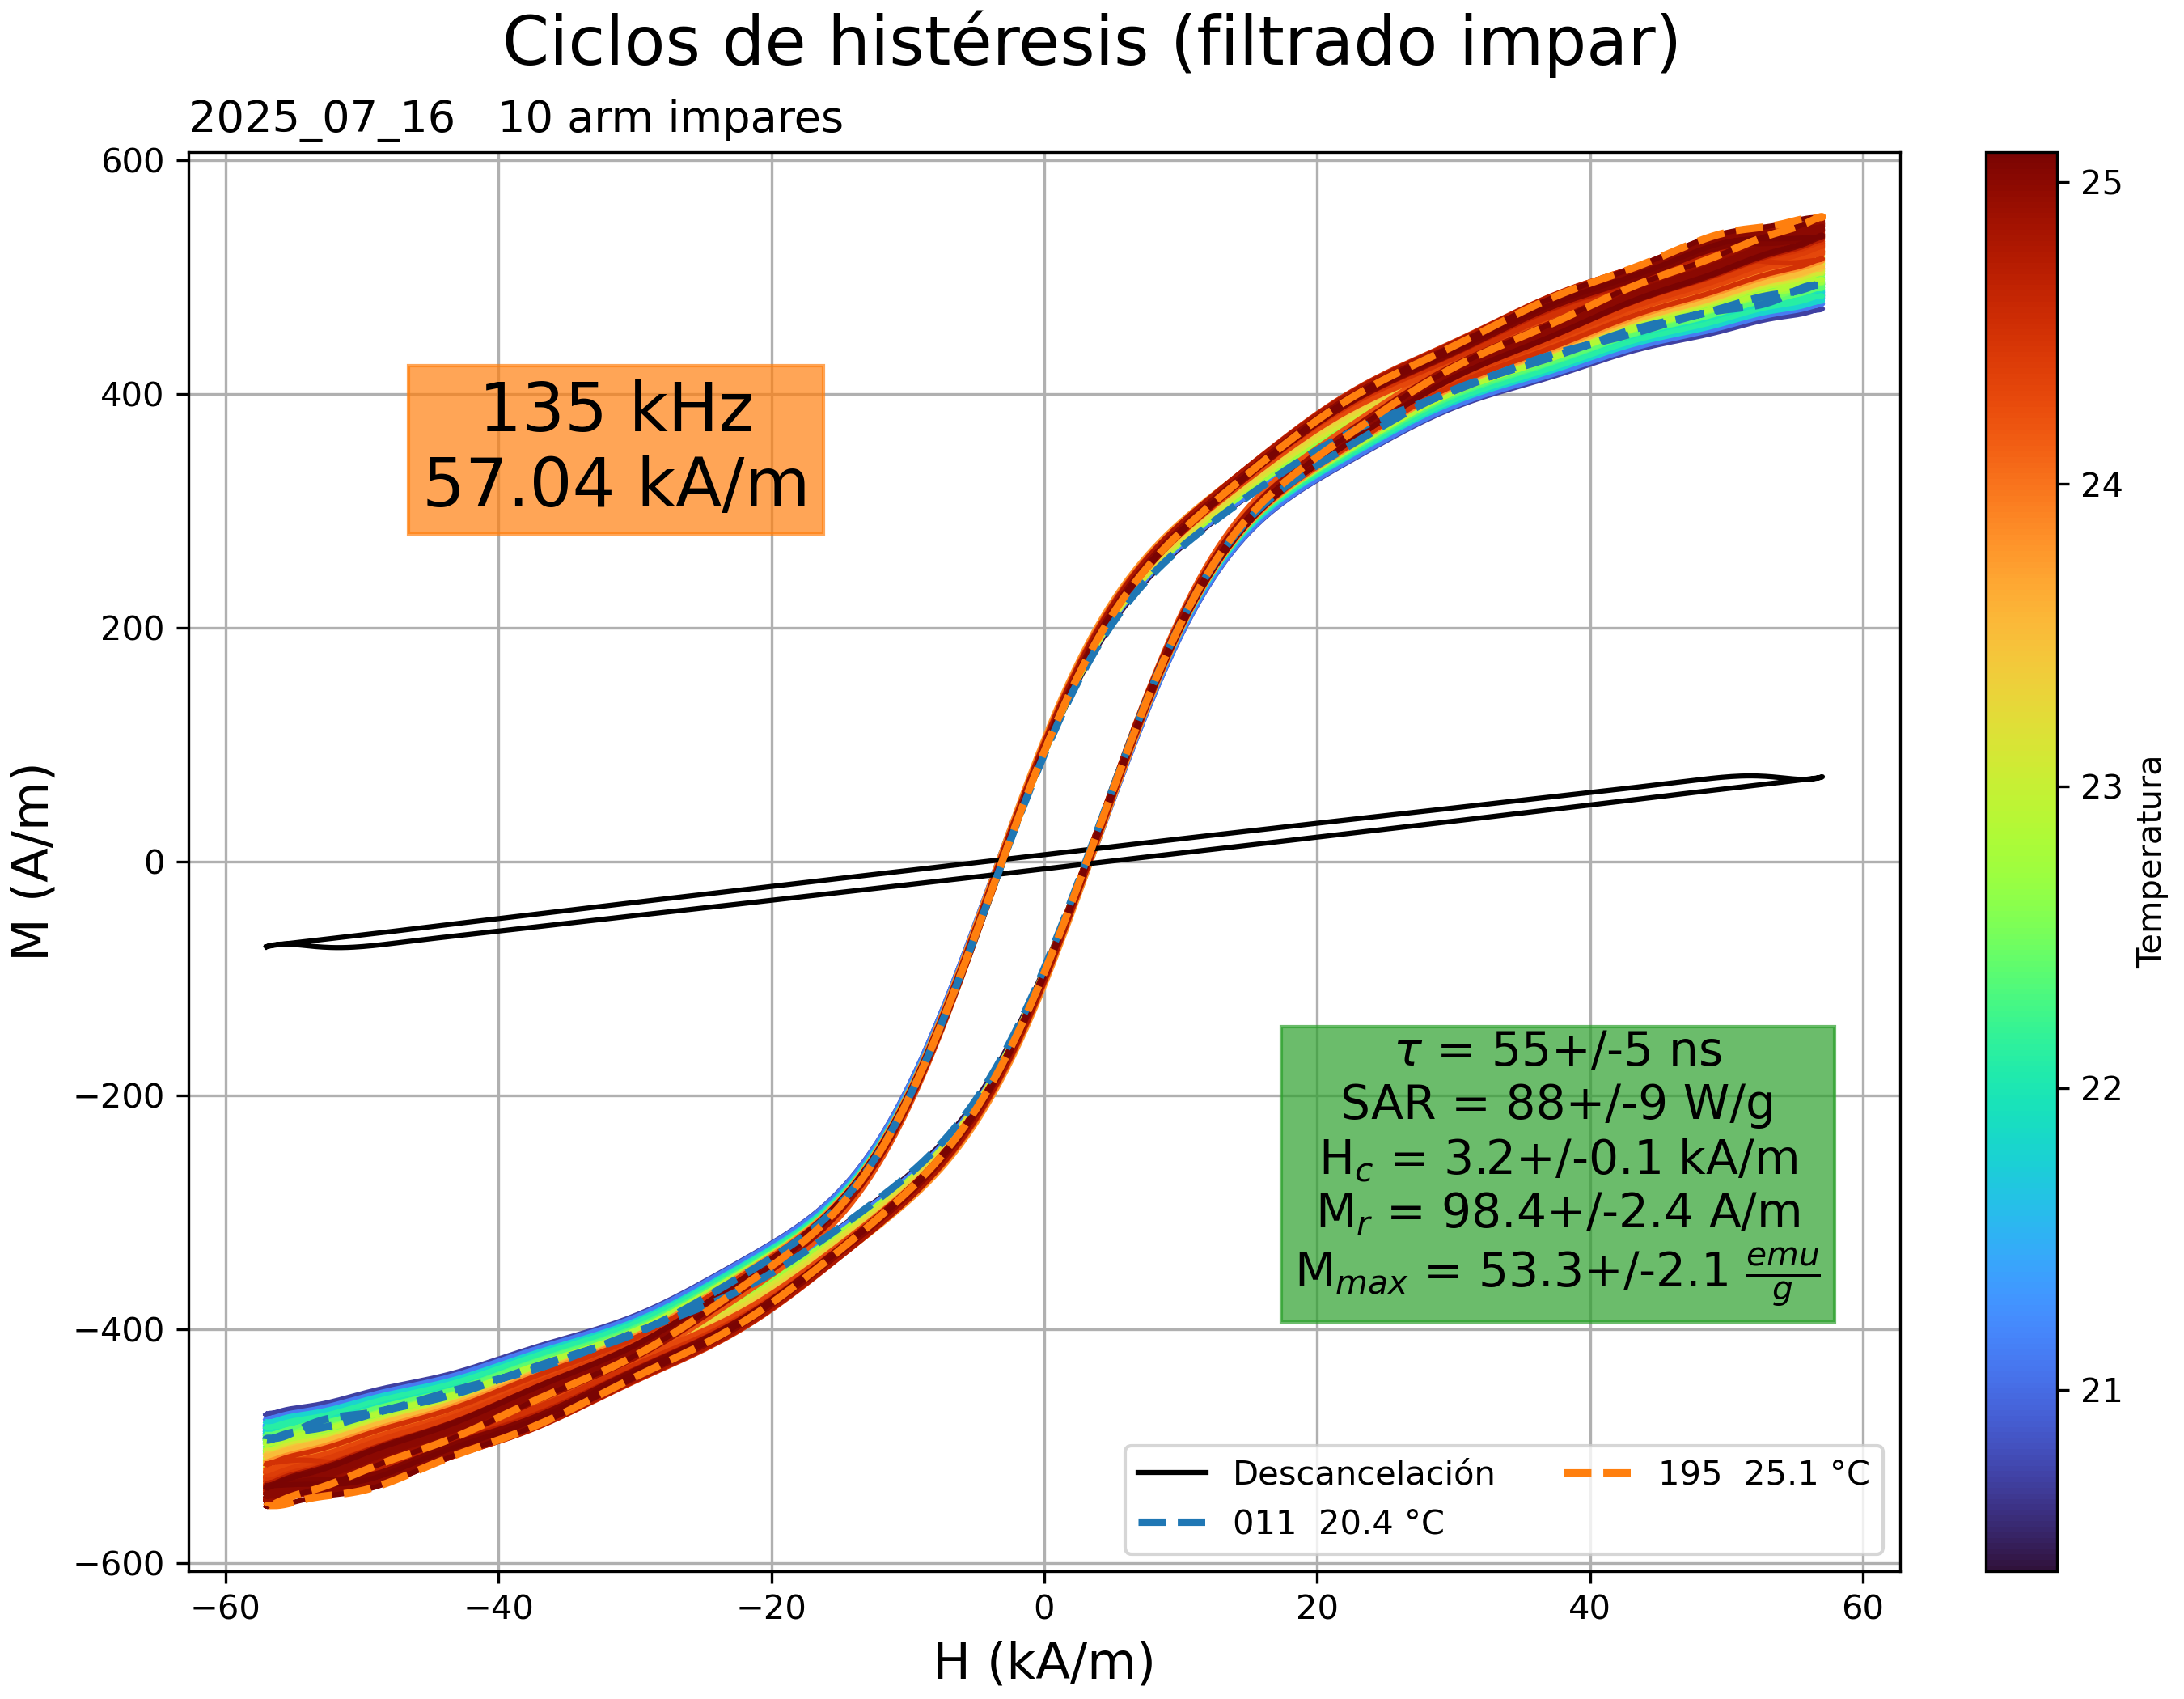 Ciclos de histéresis (filtrado impar)
2025_07_16   10 arm impares
600
400
200
0
−200
−400
−600
M (A/m)
135 kHz
57.04 kA/m
τ = 55+/-5 ns
SAR = 88+/-9 W/g
H_c = 3.2+/-0.1 kA/m
M_r = 98.4+/-2.4 A/m
M_max = 53.3+/-2.1 emu/g
Descancelación
011  20.4 °C
195  25.1 °C
−60
−40
−20
0
20
40
60
H (kA/m)
25
24
23
22
21
Temperatura